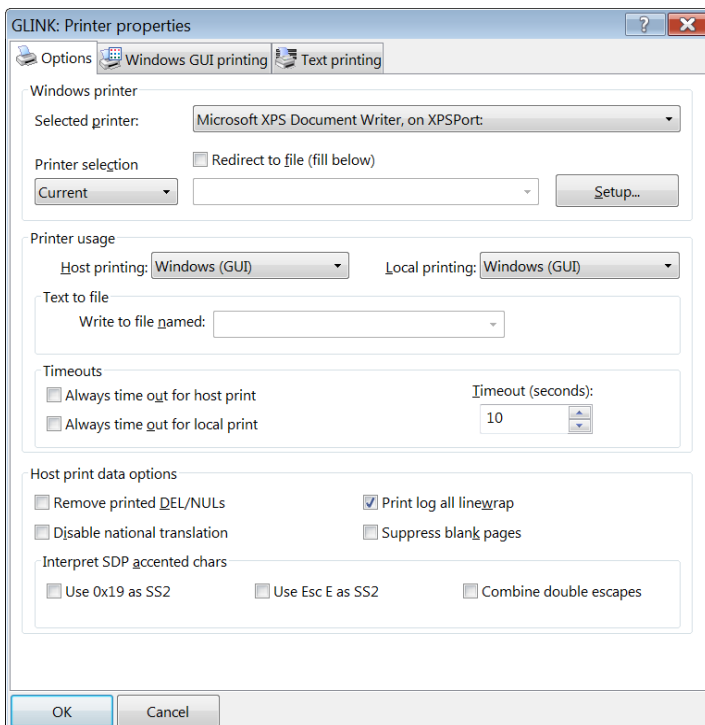 GLINK: Printer properties
Options Windows GUI printing Text printing
Windows printer
Selected printer: Microsoft XPS Document Writer, on XPSPort:
Printer selection Redirect to file (fill below)
Current Setup...
Printer usage
Host printing: Windows (GUI) Local printing: Windows (GUI)
Text to file
Write to file named:
Timeouts
Always time out for host print Timeout (seconds):
Always time out for local print 10
Host print data options
Remove printed DEL/NULs Print log all linewrap
Disable national translation Suppress blank pages
Interpret SDP accented chars
Use 0x19 as SS2 Use Esc E as SS2 Combine double escapes
OK Cancel